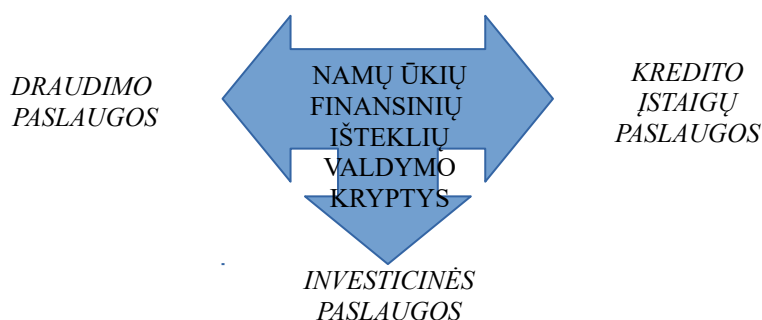 DRAUDIMO
PASLAUGOS
NAMŲ ŪKIŲ
FINANSINIŲ
IŠTEKLIŲ
VALDYMO
KRYPTYS
KREDITO
ĮSTAIGŲ
PASLAUGOS
INVESTICINĖS
PASLAUGOS